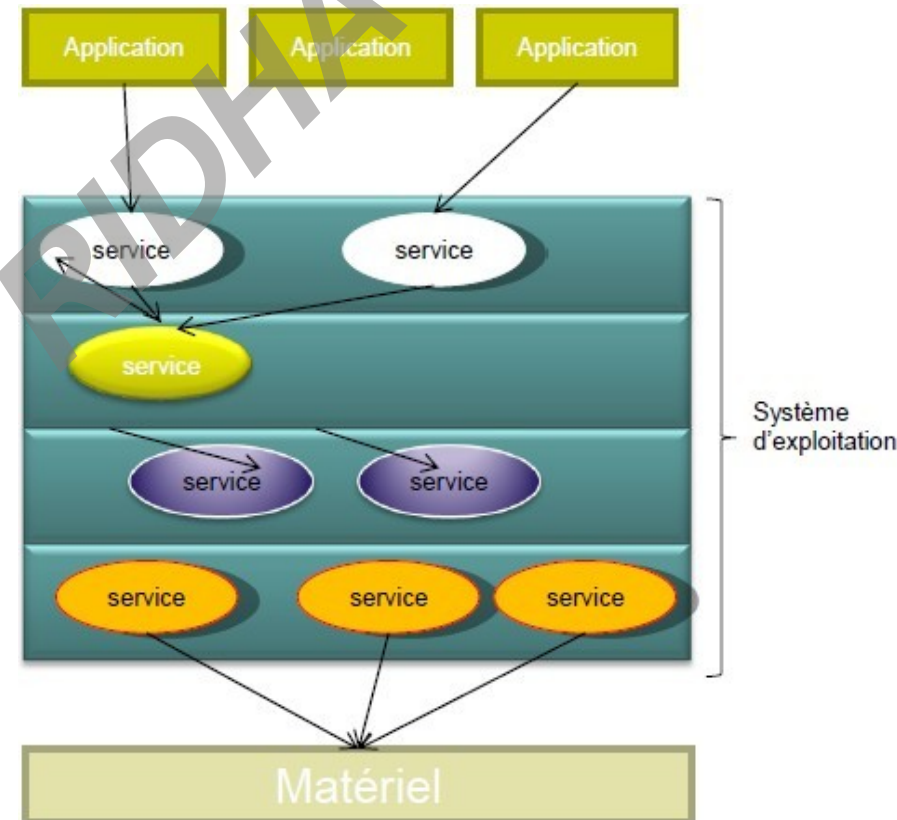 Application
Application
Application
service
service
service
Système
d'exploitation
service
service
service
service
service
Matériel
RIDHA